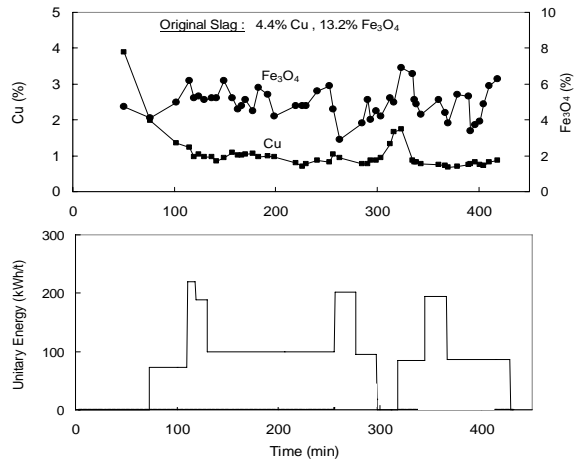 Original Slag : 4.4% Cu , 13.2% Fe₃O₄
5 10
4 8
3 6
2 4
1 2
0 0
Cu (%)
Fe₃O₄ (%)
Fe₃O₄
Cu
0 100 200 300 400
300
200
100
0
Unitary Energy (kWh/t)
0 100 200 300 400
Time (min)